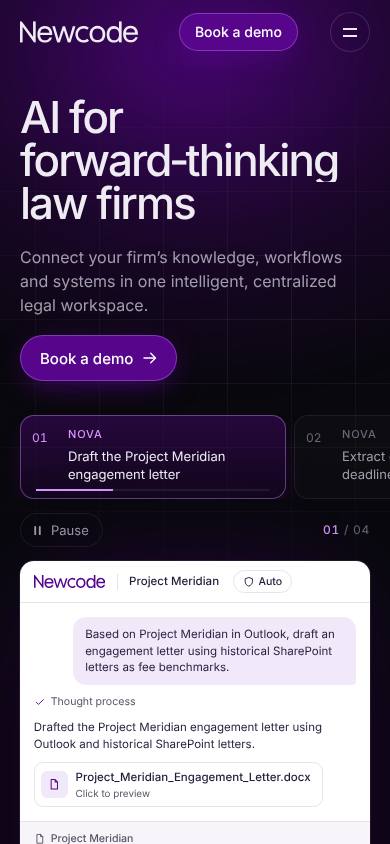 Newcode
Book a demo
AI for
forward-thinking
law firms
Connect your firm’s knowledge, workflows
and systems in one intelligent, centralized
legal workspace.
Book a demo →
01 NOVA
Draft the Project Meridian
engagement letter
02 NOVA
Extract
deadline
Pause
01 / 04
Newcode Project Meridian Auto
Based on Project Meridian in Outlook, draft an
engagement letter using historical SharePoint
letters as fee benchmarks.
Thought process
Drafted the Project Meridian engagement letter using
Outlook and historical SharePoint letters.
Project_Meridian_Engagement_Letter.docx
Click to preview
Project Meridian